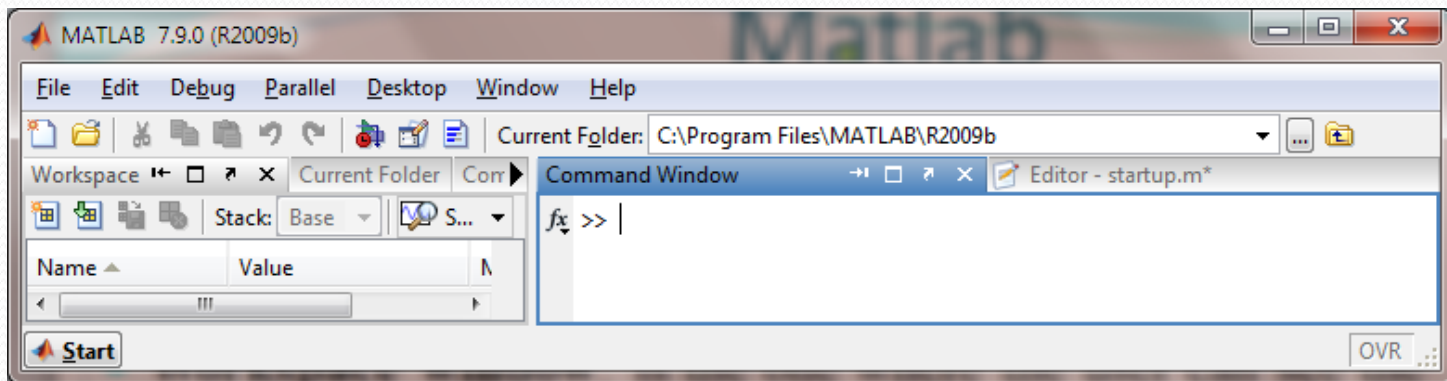 Matlab
MATLAB 7.9.0 (R2009b)
File Edit Debug Parallel Desktop Window Help
Current Folder: C:\Program Files\MATLAB\R2009b
Workspace Current Folder Command Window Editor - startup.m*
Stack: Base S... fx >>
Name Value
Start OVR